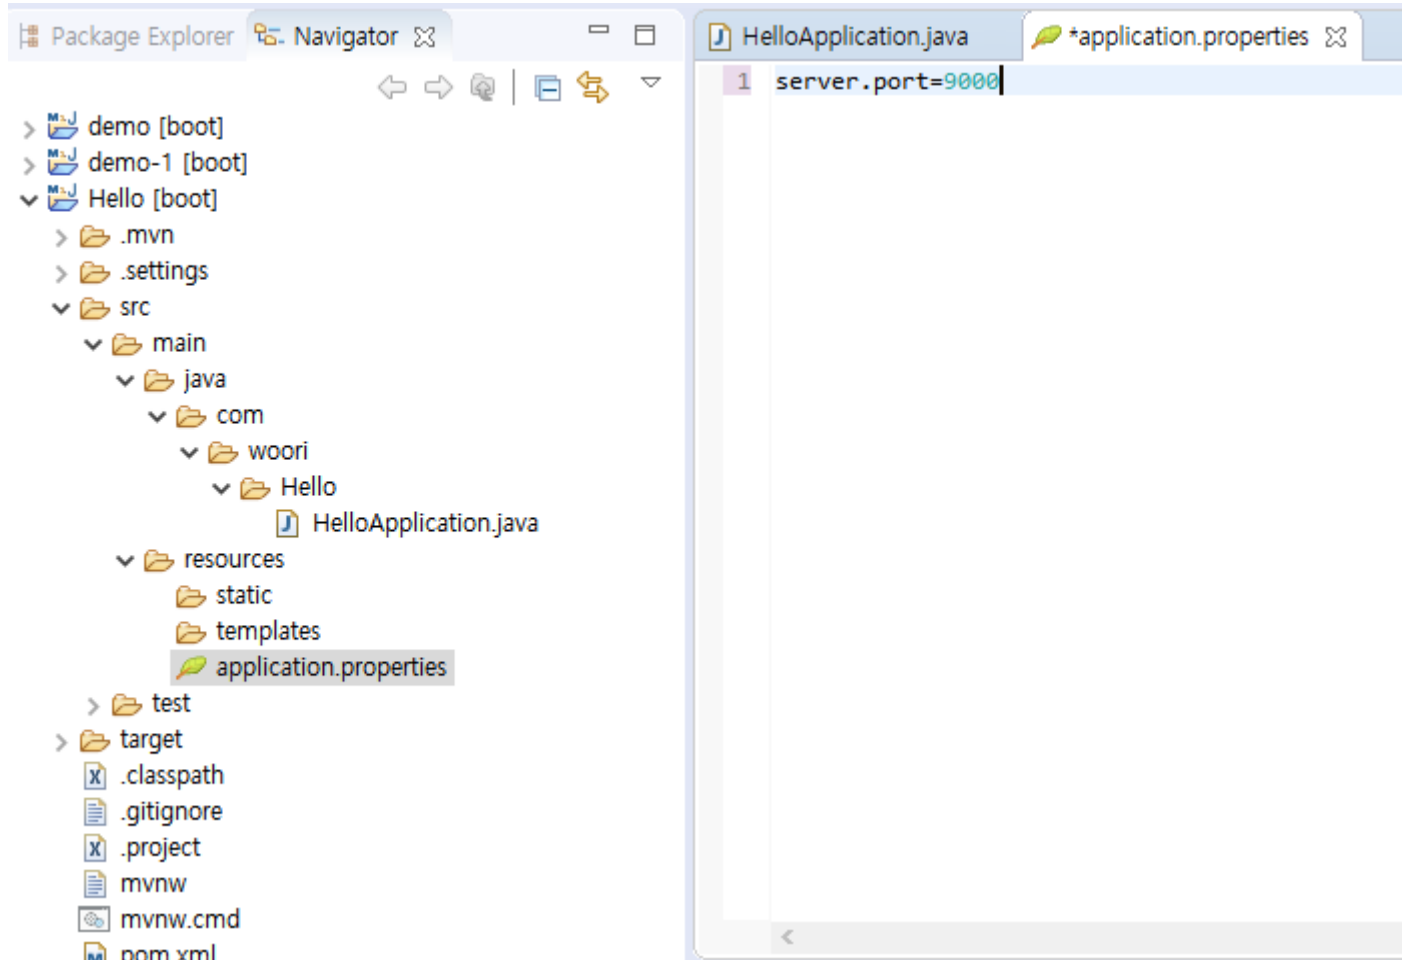 Package Explorer Navigator
demo [boot]
demo-1 [boot]
Hello [boot]
.mvn
.settings
src
main
java
com
woori
Hello
HelloApplication.java
resources
static
templates
application.properties
test
target
.classpath
.gitignore
.project
mvnw
mvnw.cmd
pom.xml
HelloApplication.java *application.properties
1 server.port=9000